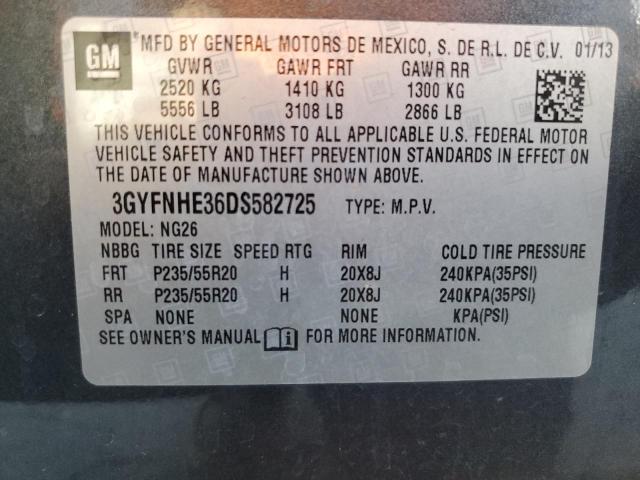 GM
*MFD BY GENERAL MOTORS DE MEXICO, S. DE R.L. DE C.V. 01/13
GVWR GAWR FRT GAWR RR
2520 KG 1410 KG 1300 KG
5556 LB 3108 LB 2866 LB
THIS VEHICLE CONFORMS TO ALL APPLICABLE U.S. FEDERAL MOTOR
VEHICLE SAFETY AND THEFT PREVENTION STANDARDS IN EFFECT ON
THE DATE OF MANUFACTURE SHOWN ABOVE.
3GYFNHE36DS582725 TYPE: M.P.V.
MODEL: NG26
NBBG TIRE SIZE SPEED RTG RIM COLD TIRE PRESSURE
FRT P235/55R20 H 20X8J 240KPA(35PSI)
RR P235/55R20 H 20X8J 240KPA(35PSI)
SPA NONE NONE KPA(PSI)
SEE OWNER'S MANUAL i FOR MORE INFORMATION.